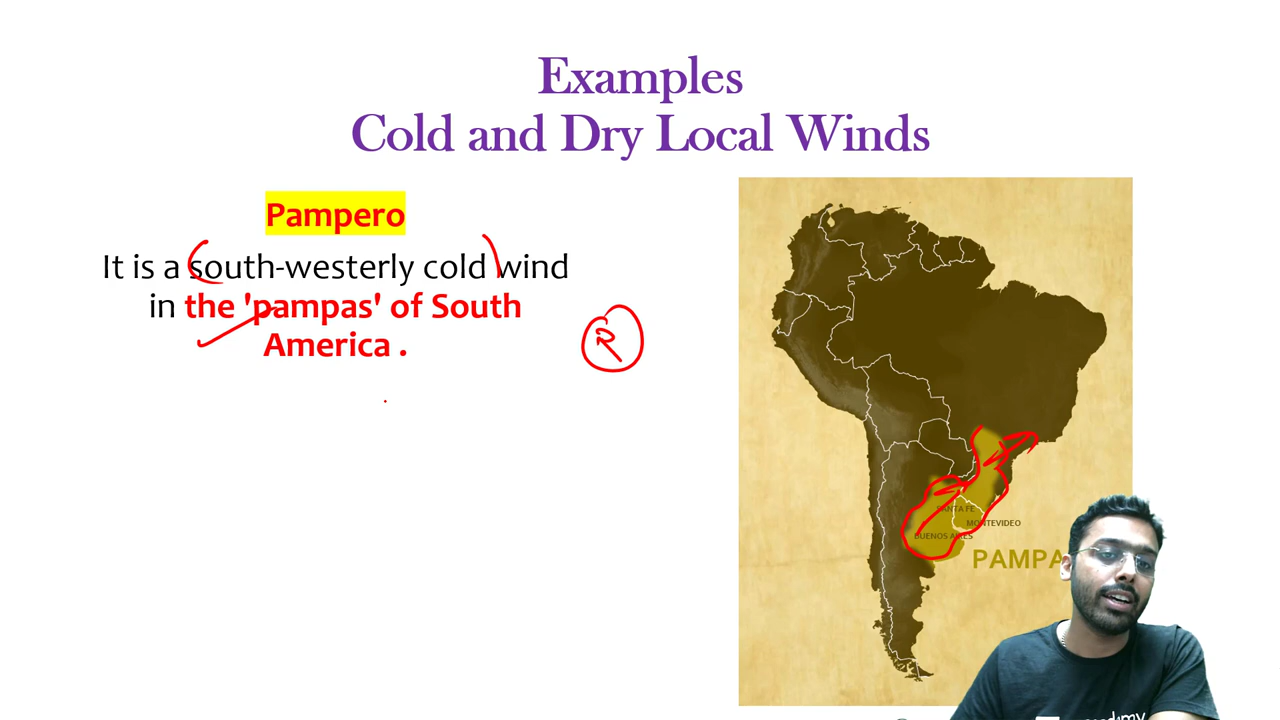 Examples
Cold and Dry Local Winds
Pampero
It is a south-westerly cold wind
in the 'pampas' of South
America .
R
SANTA FE
MONTEVIDEO
BUENOS AIRES
PAMPA